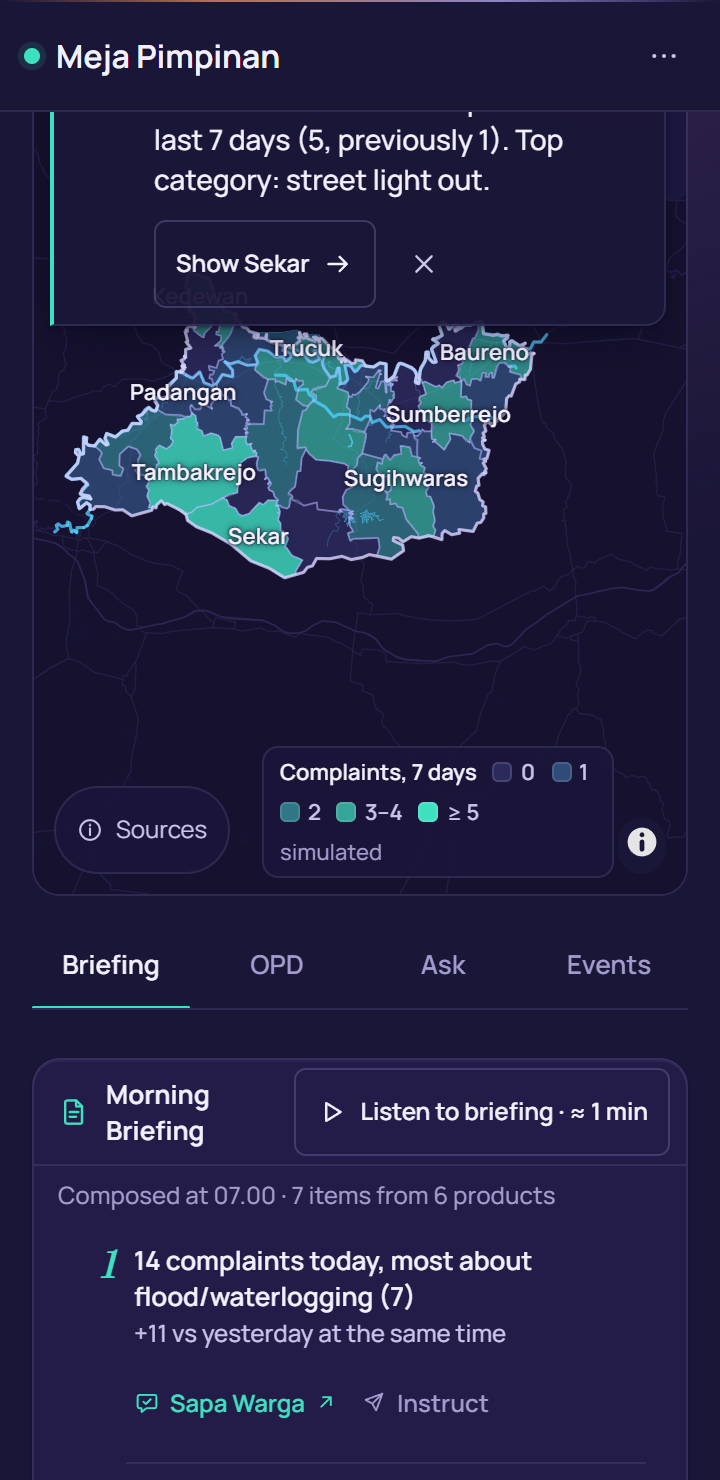 Meja Pimpinan
last 7 days (5, previously 1). Top
category: street light out.
Show Sekar →
Kedewan
Trucuk
Baureno
Padangan
Sumberrejo
Tambakrejo
Sugihwaras
Sekar
Complaints, 7 days 0 1
2 3–4 ≥ 5
simulated
Sources
Briefing OPD Ask Events
Morning
Briefing
Listen to briefing · ≈ 1 min
Composed at 07.00 · 7 items from 6 products
1 14 complaints today, most about
flood/waterlogging (7)
+11 vs yesterday at the same time
Sapa Warga ↗ Instruct